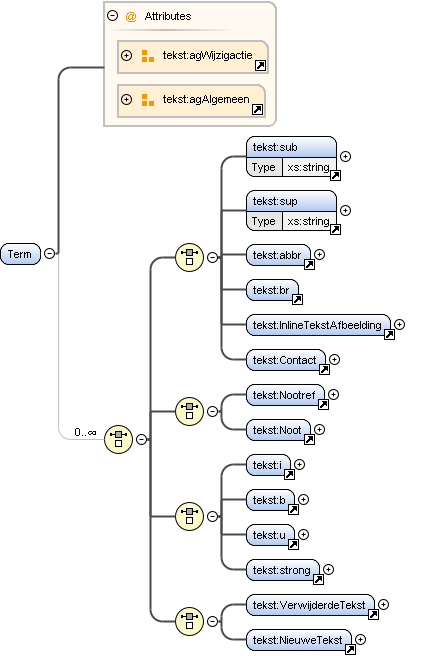 @ Attributes
tekst:agWijzigactie
tekst:agAlgemeen
tekst:sub
Type xs:string
tekst:sup
Type xs:string
Term
tekst:abbr
tekst:br
tekst:InlineTekstAfbeelding
tekst:Contact
tekst:Nootref
0..∞
tekst:Noot
tekst:i
tekst:b
tekst:u
tekst:strong
tekst:VerwijderdeTekst
tekst:NieuweTekst